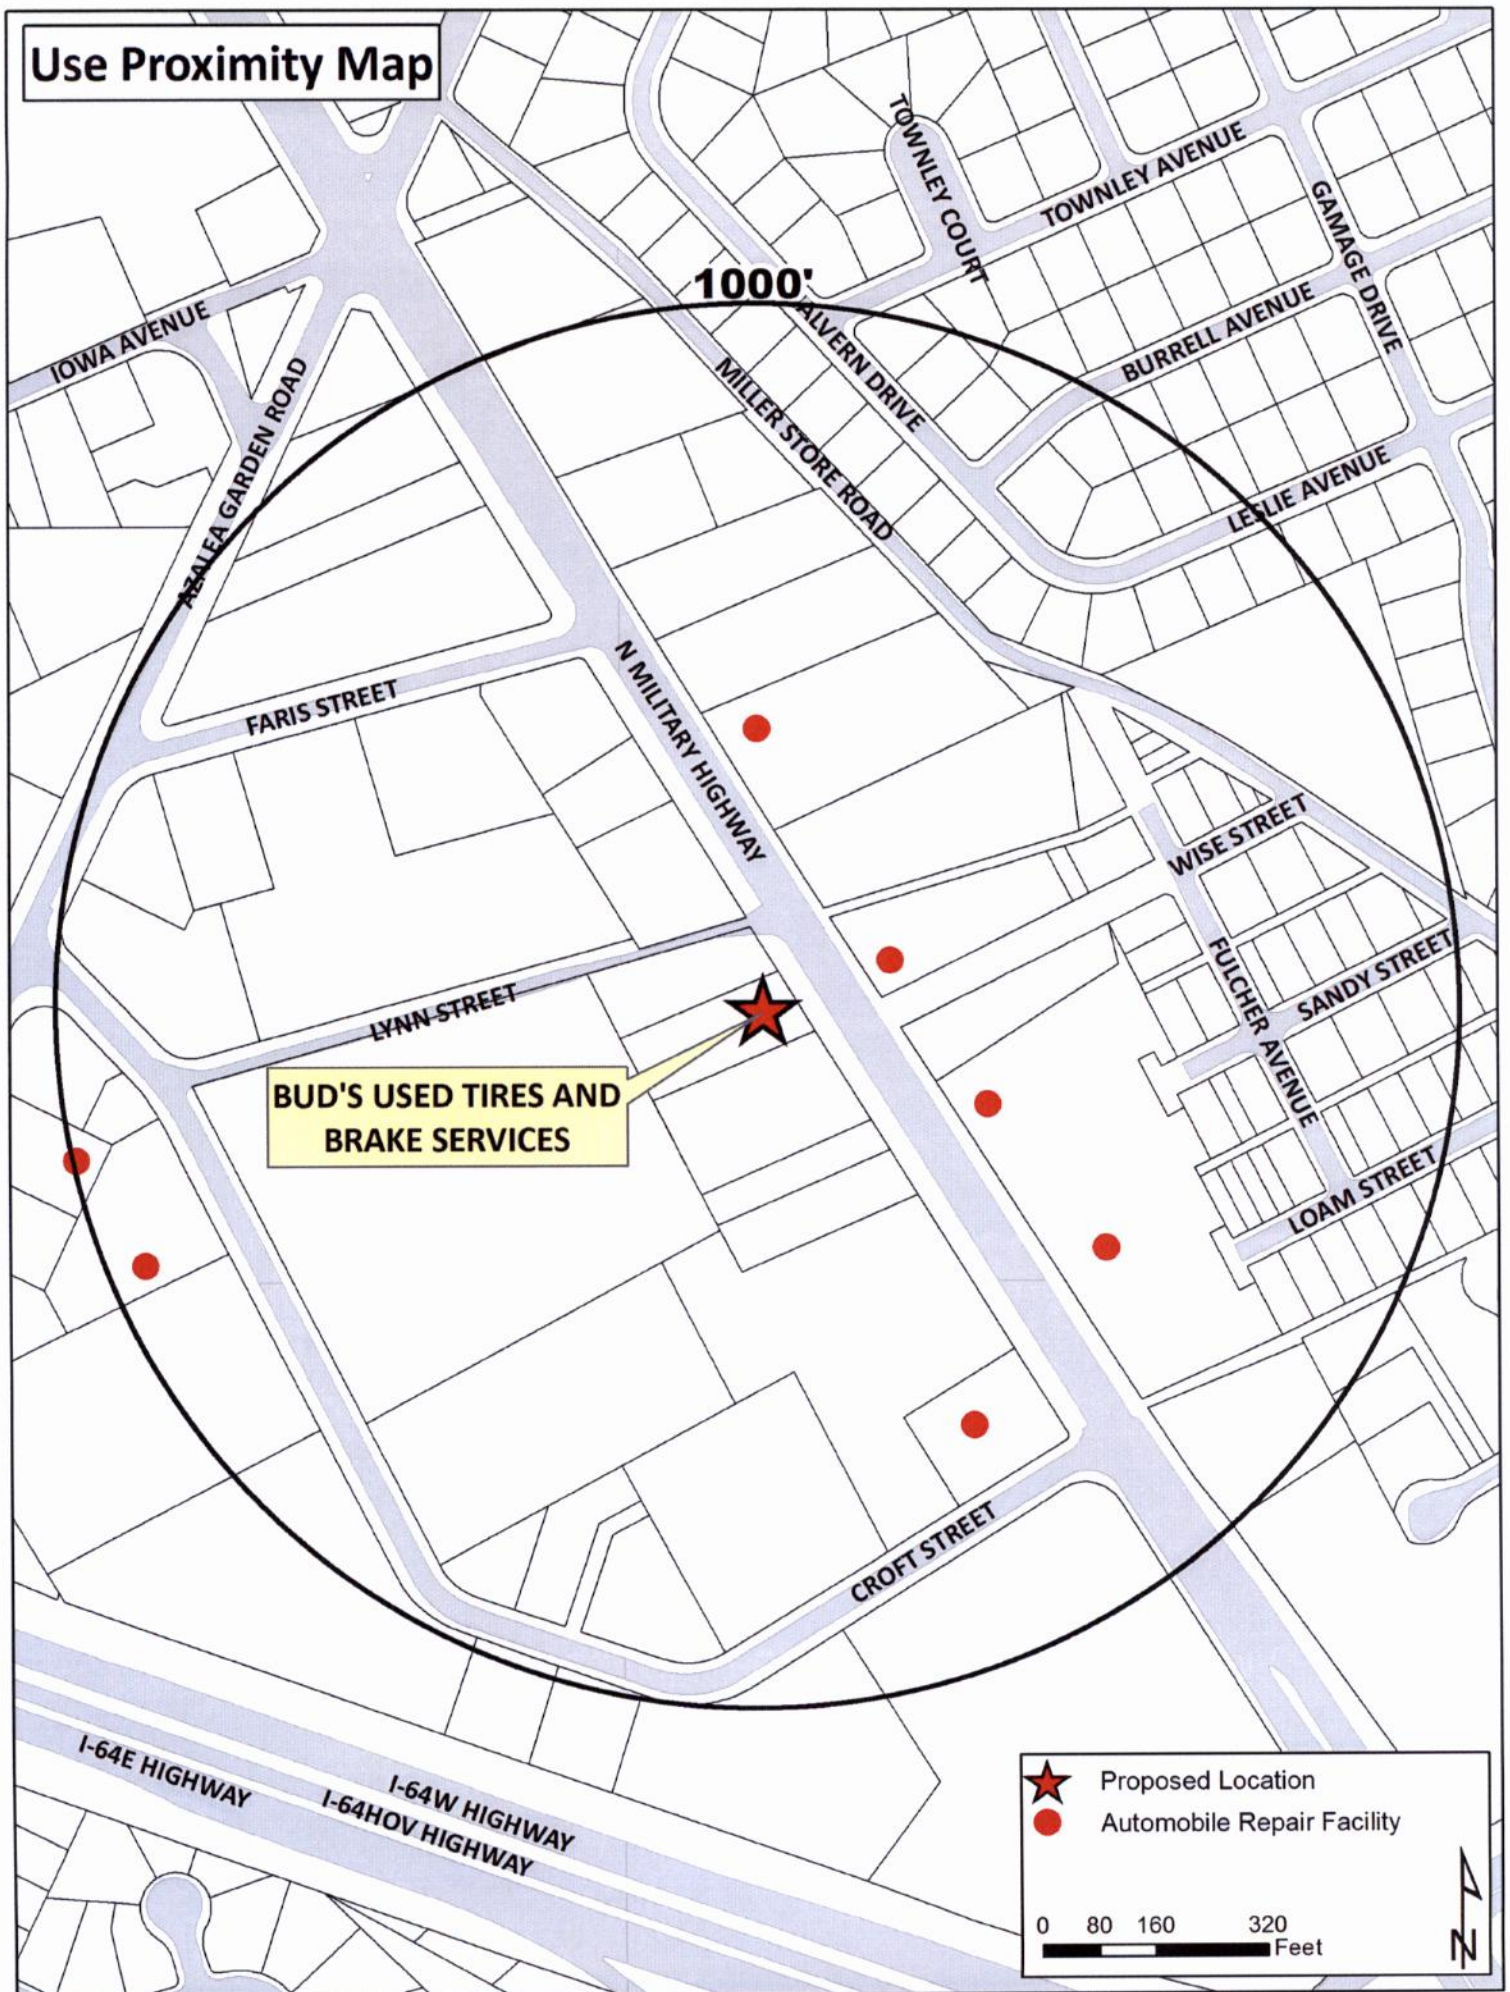 Use Proximity Map
TOWNLEY COURT
TOWNLEY AVENUE
GAMAGE DRIVE
1000'
IOWA AVENUE
ALVERN DRIVE
BURRELL AVENUE
AZALEA GARDEN ROAD
MILLER STORE ROAD
LESLIE AVENUE
FARIS STREET
N MILITARY HIGHWAY
WISE STREET
FULCHER AVENUE
SANDY STREET
LYNN STREET
BUD'S USED TIRES AND
BRAKE SERVICES
LOAM STREET
CROFT STREET
I-64E HIGHWAY
I-64W HIGHWAY
I-64HOV HIGHWAY
Proposed Location
Automobile Repair Facility
0 80 160 320
Feet
N